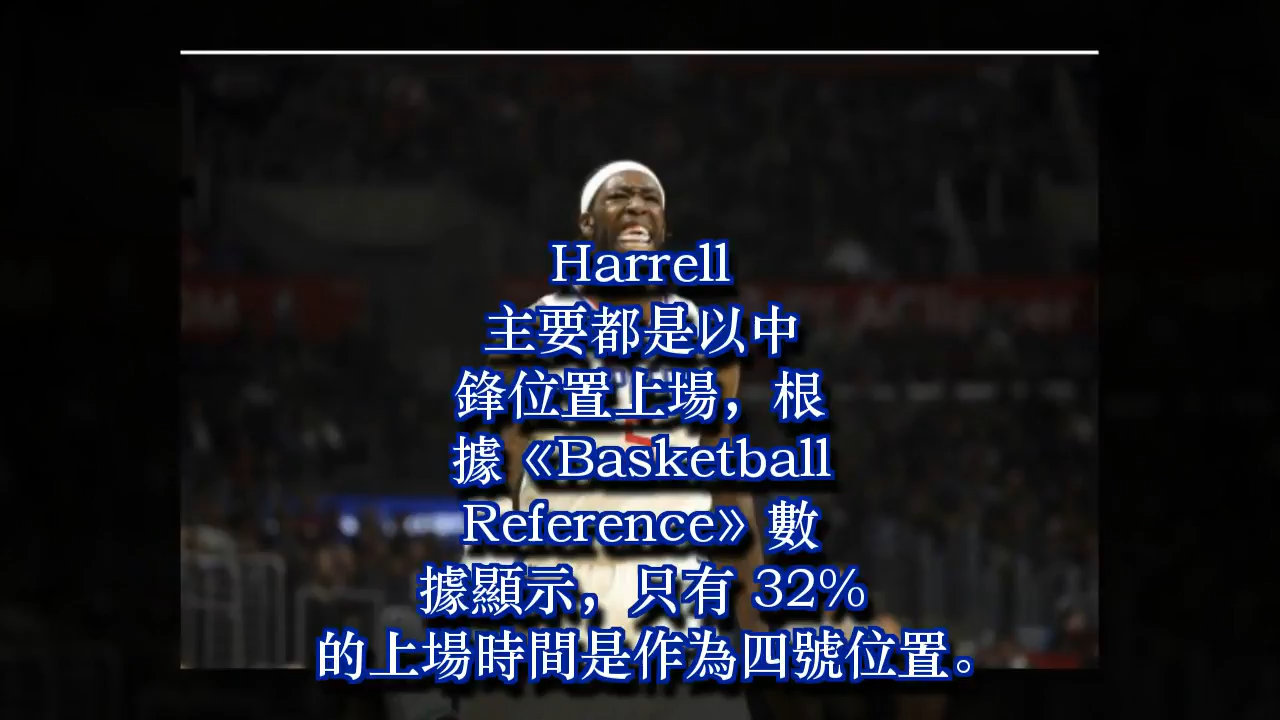 Harrell
主要都是以中
鋒位置上場，根
據《Basketball
Reference》數
據顯示，只有 32%
的上場時間是作為四號位置。